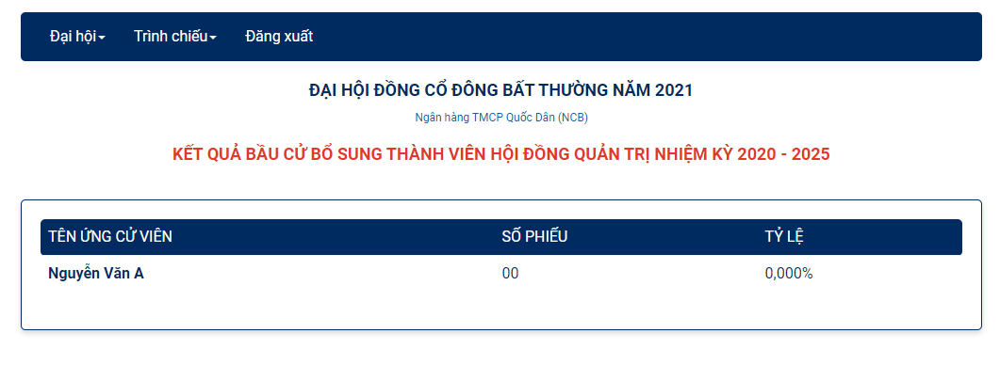 Đại hội Trình chiếu Đăng xuất
ĐẠI HỘI ĐỒNG CỔ ĐÔNG BẤT THƯỜNG NĂM 2021
Ngân hàng TMCP Quốc Dân (NCB)
KẾT QUẢ BẦU CỬ BỔ SUNG THÀNH VIÊN HỘI ĐỒNG QUẢN TRỊ NHIỆM KỲ 2020 - 2025
TÊN ỨNG CỬ VIÊN SỐ PHIẾU TỶ LỆ
Nguyễn Văn A 00 0,000%